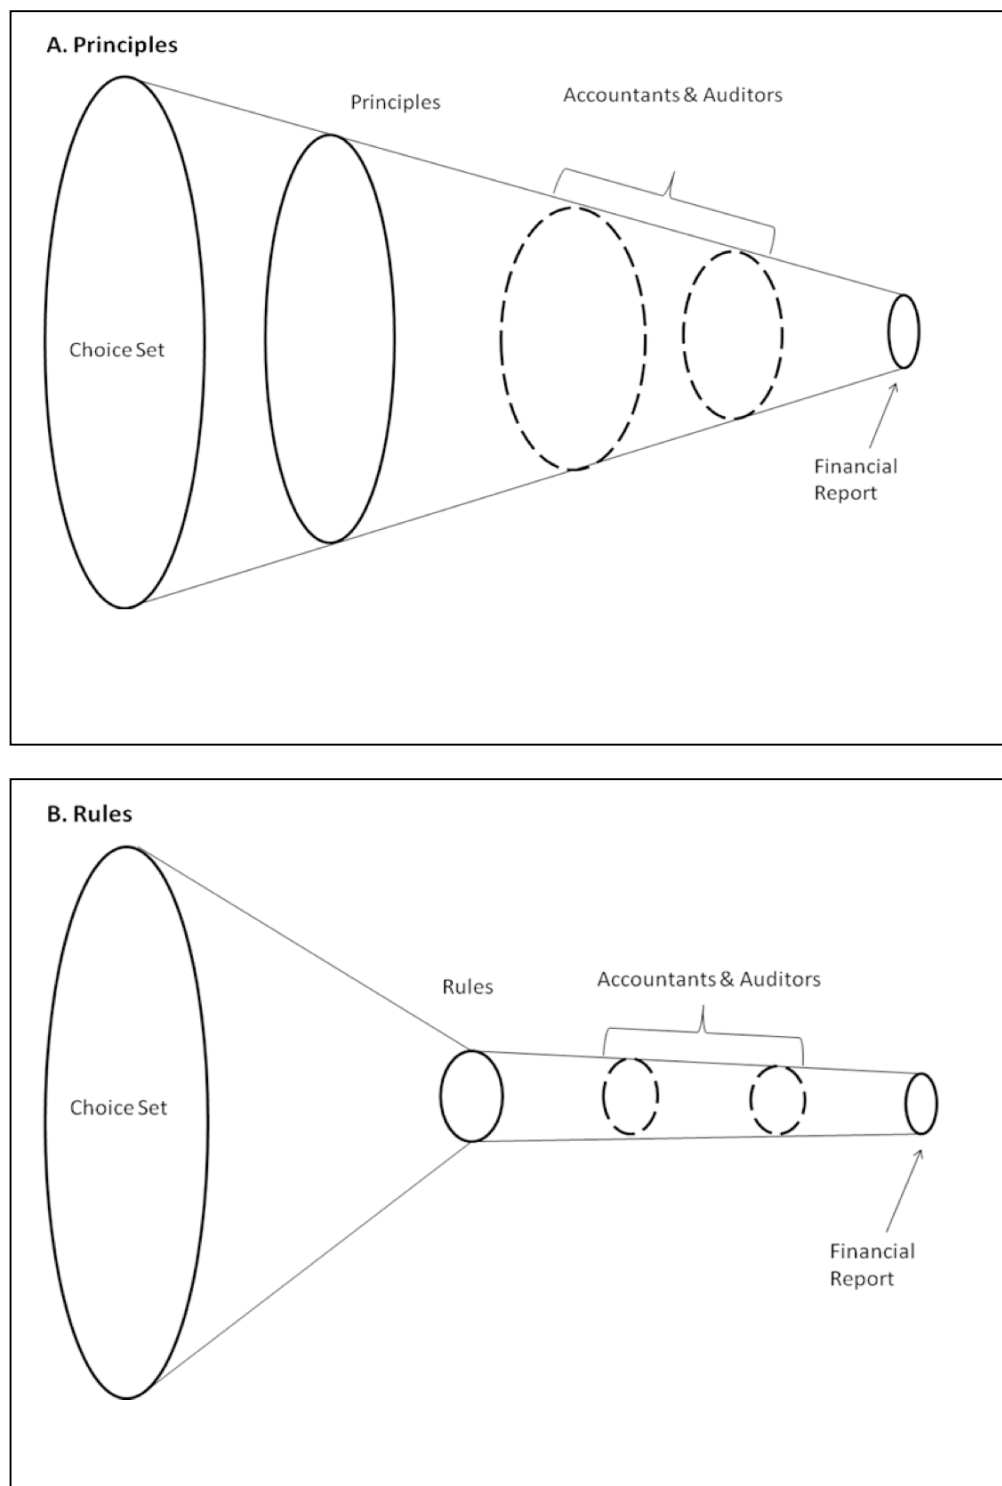 A. Principles
Principles
Accountants & Auditors
Choice Set
Financial
Report
B. Rules
Rules
Accountants & Auditors
Choice Set
Financial
Report